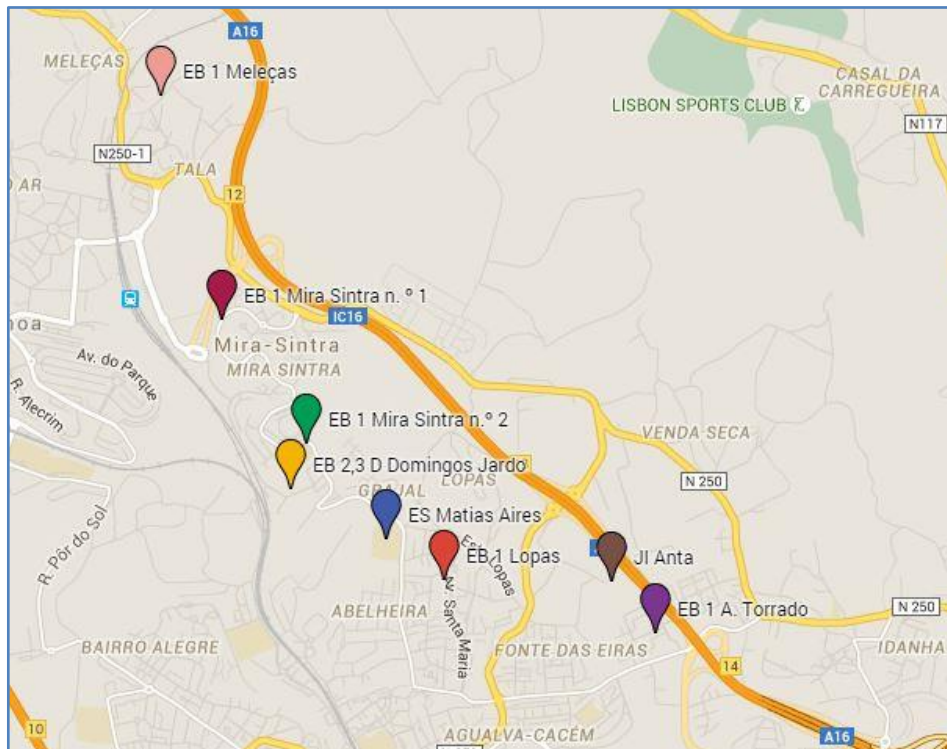 A16
MELEÇAS
EB 1 Meleças
CASAL DA
CARREGUEIRA
LISBON SPORTS CLUB
N117
N250-1
TALA
O AR
12
EB 1 Mira Sintra n. º 1
IC16
oa
Mira-Sintra
MIRA SINTRA
Av. do Parque
R. Alecrim
EB 1 Mira Sintra n.º 2
VENDA SECA
EB 2,3 D Domingos Jardo
GRAJAL
LOPAS
N 250
R. Pôr do Sol
ES Matias Aires
EB 1 Lopas
Lopas
JI Anta
Av. Santa Maria
EB 1 A. Torrado
N 250
ABELHEIRA
BAIRRO ALEGRE
FONTE DAS EIRAS
IDANHA
14
10
AGUALVA-CACÉM
A16